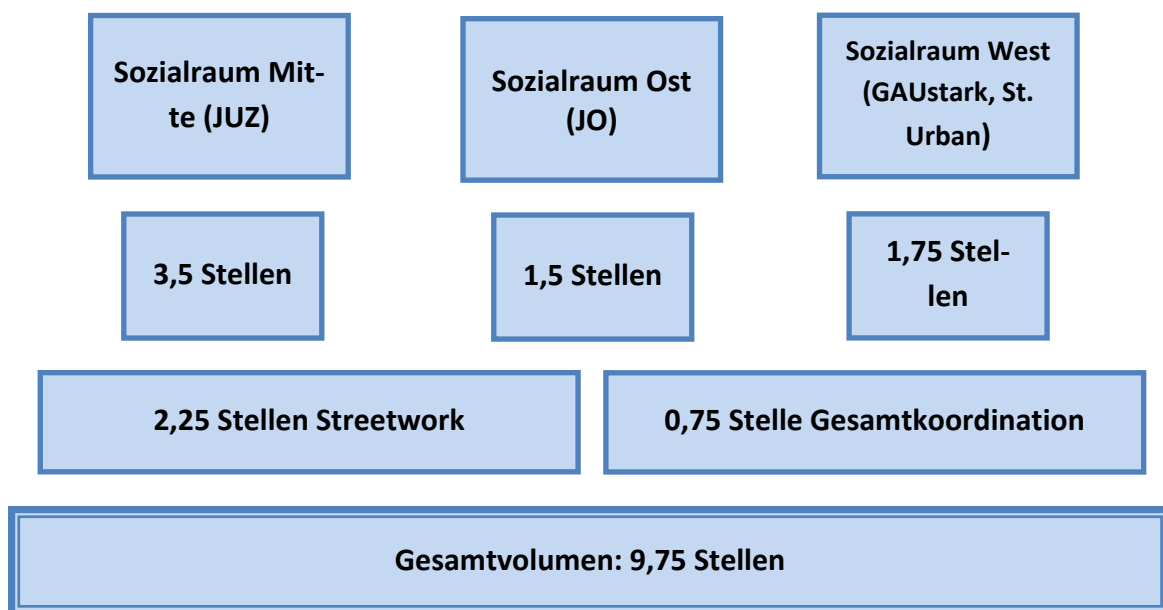 Sozialraum Mit-
te (JUZ)
Sozialraum Ost
(JO)
Sozialraum West
(GAUstark, St.
Urban)
3,5 Stellen
1,5 Stellen
1,75 Stel-
len
2,25 Stellen Streetwork
0,75 Stelle Gesamtkoordination
Gesamtvolumen: 9,75 Stellen